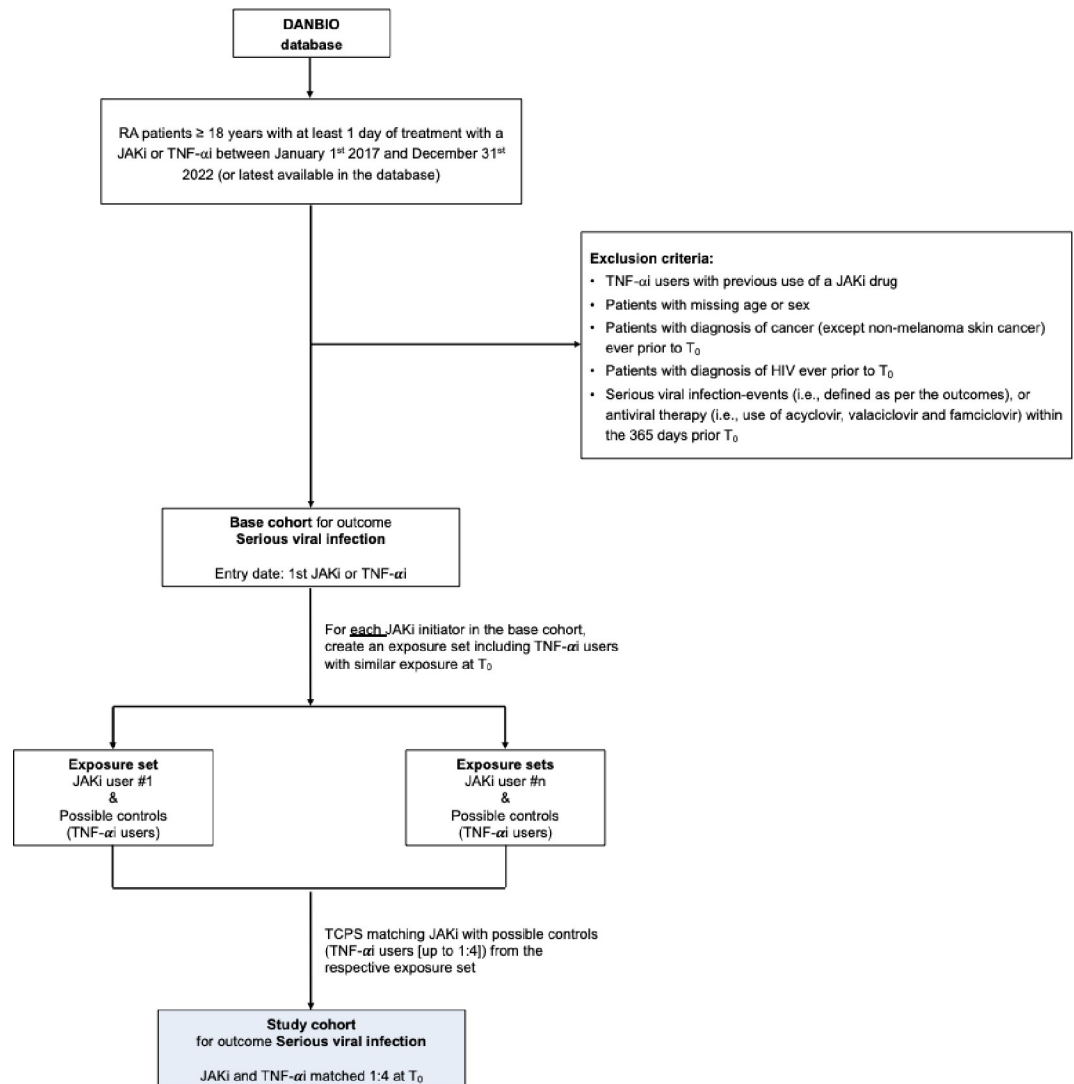 DANBIO
database
RA patients ≥ 18 years with at least 1 day of treatment with a
JAKi or TNF-αi between January 1st 2017 and December 31st
2022 (or latest available in the database)
Exclusion criteria:
• TNF-αi users with previous use of a JAKi drug
• Patients with missing age or sex
• Patients with diagnosis of cancer (except non-melanoma skin cancer)
ever prior to T0
• Patients with diagnosis of HIV ever prior to T0
• Serious viral infection-events (i.e., defined as per the outcomes), or
antiviral therapy (i.e., use of acyclovir, valaciclovir and famciclovir) within
the 365 days prior T0
Base cohort for outcome
Serious viral infection
Entry date: 1st JAKi or TNF-αi
For each JAKi initiator in the base cohort,
create an exposure set including TNF-αi users
with similar exposure at T0
Exposure set
JAKi user #1
&
Possible controls
(TNF-αi users)
Exposure sets
JAKi user #n
&
Possible controls
(TNF-αi users)
TCPS matching JAKi with possible controls
(TNF-αi users [up to 1:4]) from the
respective exposure set
Study cohort
for outcome Serious viral infection
JAKi and TNF-αi matched 1:4 at T0